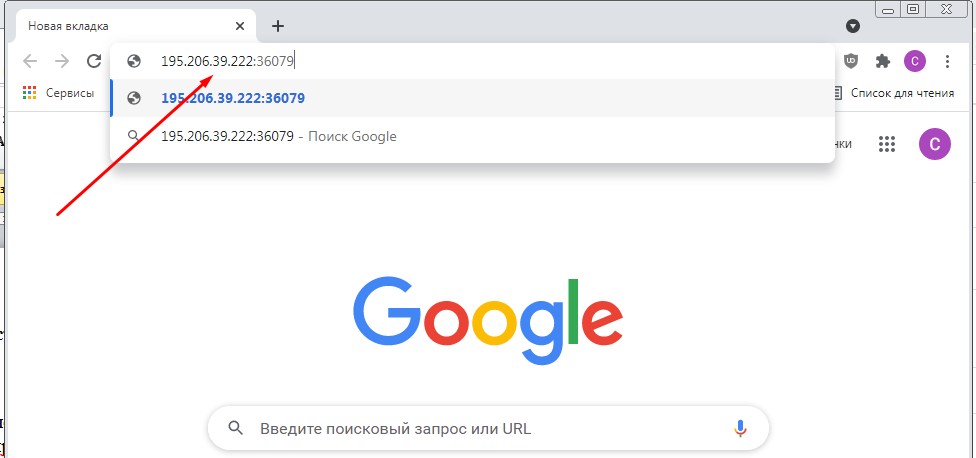 Новая вкладка
195.206.39.222:36079
Сервисы
195.206.39.222:36079
Список для чтения
195.206.39.222:36079 - Поиск Google
C
C
Google
Введите поисковый запрос или URL